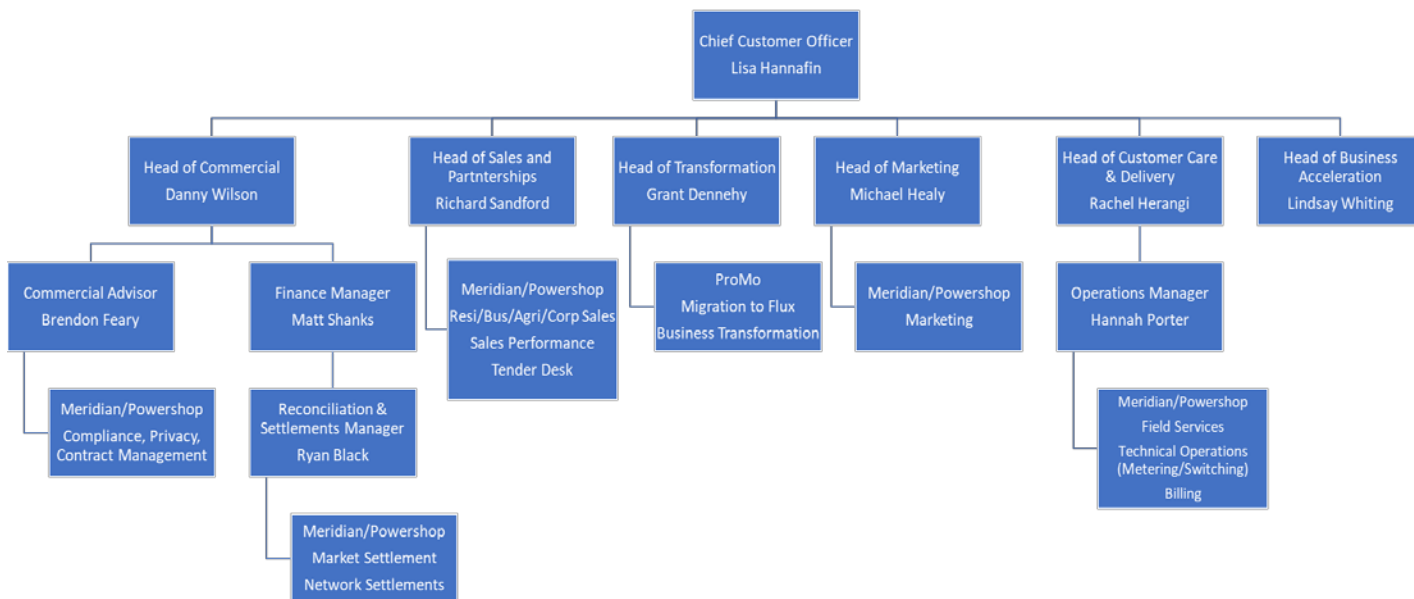 Chief Customer Officer
Lisa Hannafin
Head of Commercial
Danny Wilson
Head of Sales and
Partnterships
Richard Sandford
Head of Transformation
Grant Dennehy
Head of Marketing
Michael Healy
Head of Customer Care
& Delivery
Rachel Herangi
Head of Business
Acceleration
Lindsay Whiting
Commercial Advisor
Brendon Feary
Finance Manager
Matt Shanks
Meridian/Powershop
Resi/Bus/Agri/Corp Sales
Sales Performance
Tender Desk
ProMo
Migration to Flux
Business Transformation
Meridian/Powershop
Marketing
Operations Manager
Hannah Porter
Meridian/Powershop
Compliance, Privacy,
Contract Management
Reconciliation &
Settlements Manager
Ryan Black
Meridian/Powershop
Field Services
Technical Operations
(Metering/Switching)
Billing
Meridian/Powershop
Market Settlement
Network Settlements